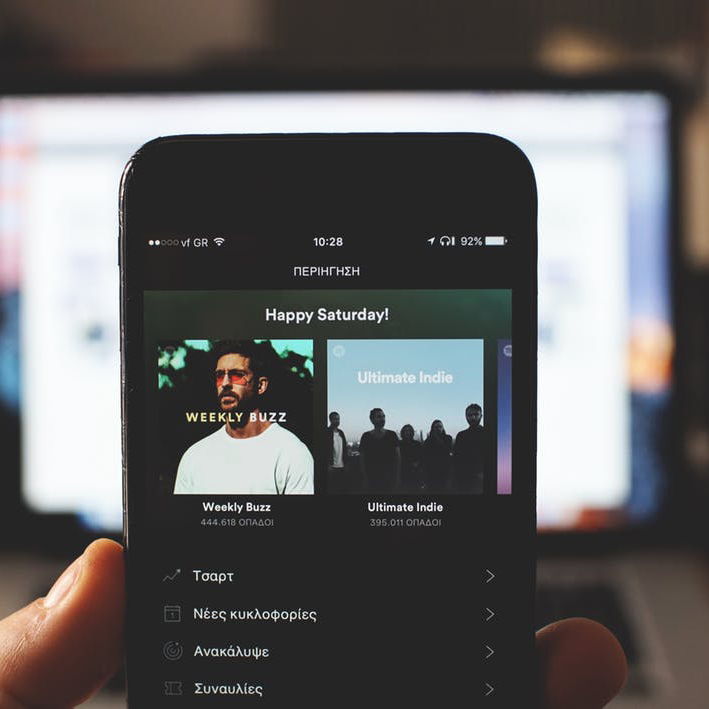 vf GR 10:28 92%
ΠΕΡΙΗΓΗΣΗ
Happy Saturday!
WEEKLY BUZZ
Ultimate Indie
Weekly Buzz
444.618 ΟΠΑΔΟΙ
Ultimate Indie
395.011 ΟΠΑΔΟΙ
Τσαρτ
1
Νέες κυκλοφορίες
Ανακάλυψε
Συναυλίες